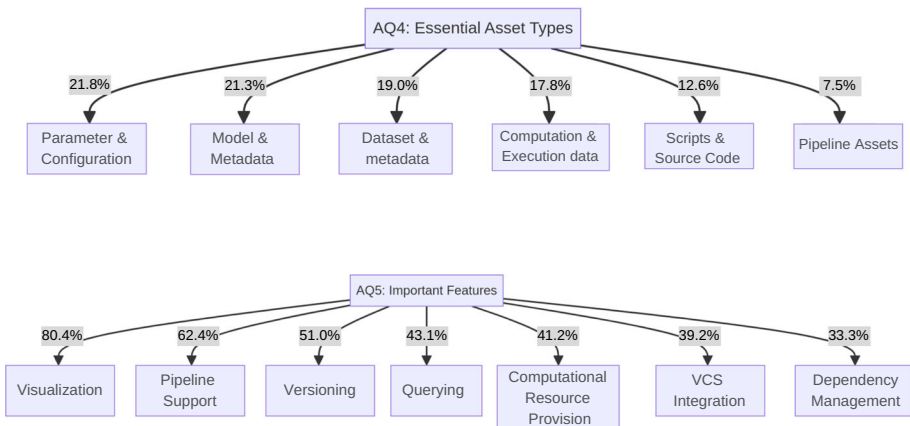 AQ4: Essential Asset Types
21.8% 21.3% 19.0% 17.8% 12.6% 7.5%
Parameter &
Configuration
Model &
Metadata
Dataset &
metadata
Computation &
Execution data
Scripts &
Source Code
Pipeline Assets
AQ5: Important Features
80.4% 62.4% 51.0% 43.1% 41.2% 39.2% 33.3%
Visualization
Pipeline
Support
Versioning
Querying
Computational
Resource
Provision
VCS
Integration
Dependency
Management